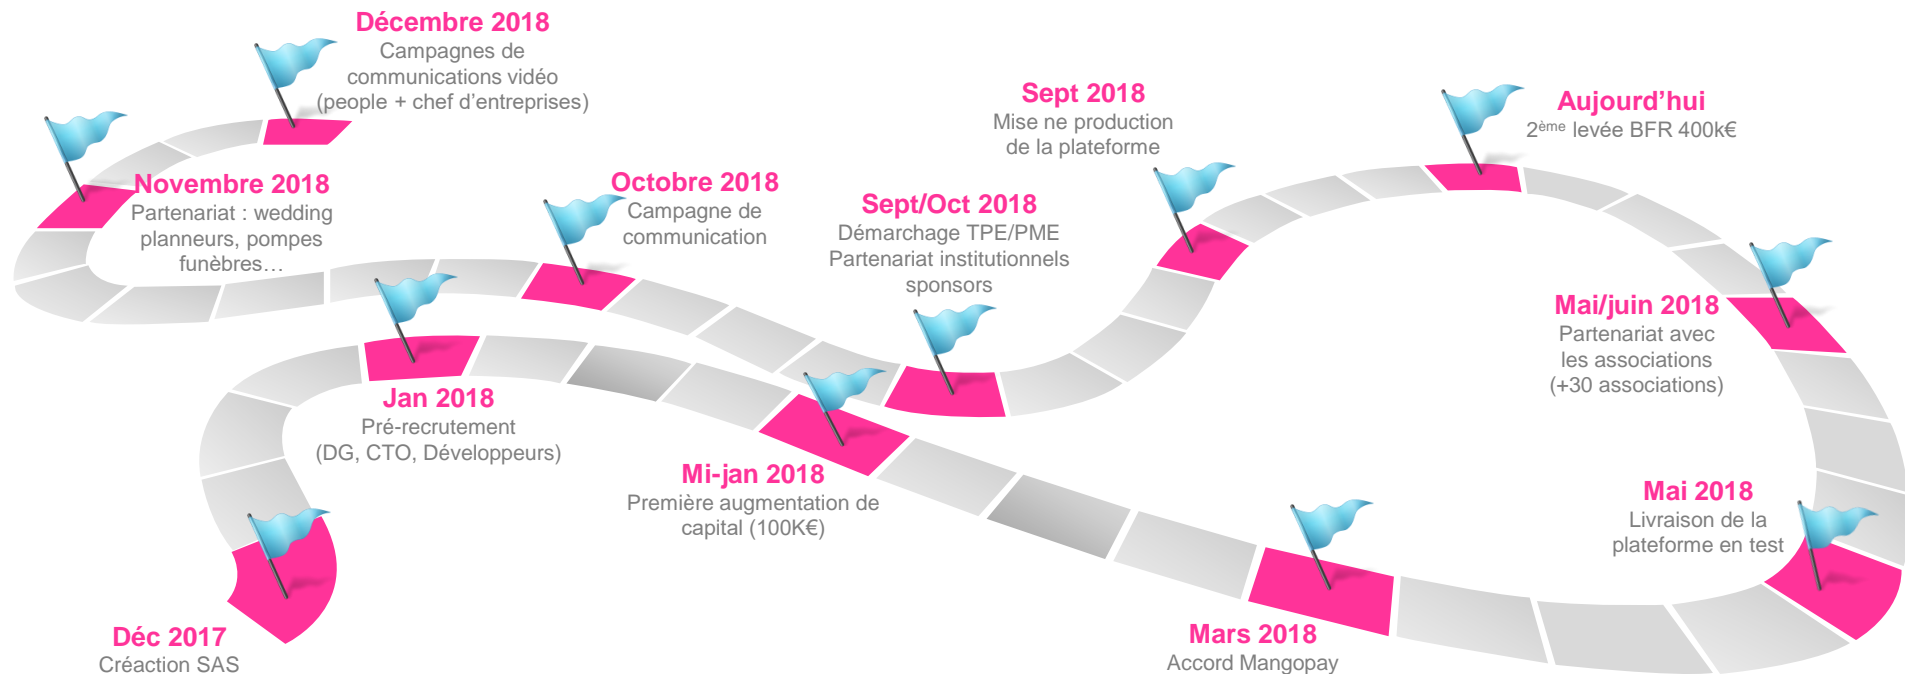 Décembre 2018
Campagnes de
communications vidéo
(people + chef d'entreprises)
Novembre 2018
Partenariat : wedding
planneurs, pompes
funèbres…
Octobre 2018
Campagne de
communication
Sept/Oct 2018
Démarchage TPE/PME
Partenariat institutionnels
sponsors
Sept 2018
Mise ne production
de la plateforme
Aujourd'hui
2ème levée BFR 400k€
Mai/juin 2018
Partenariat avec
les associations
(+30 associations)
Mai 2018
Livraison de la
plateforme en test
Mars 2018
Accord Mangopay
Mi-jan 2018
Première augmentation de
capital (100K€)
Jan 2018
Pré-recrutement
(DG, CTO, Développeurs)
Déc 2017
Créaction SAS